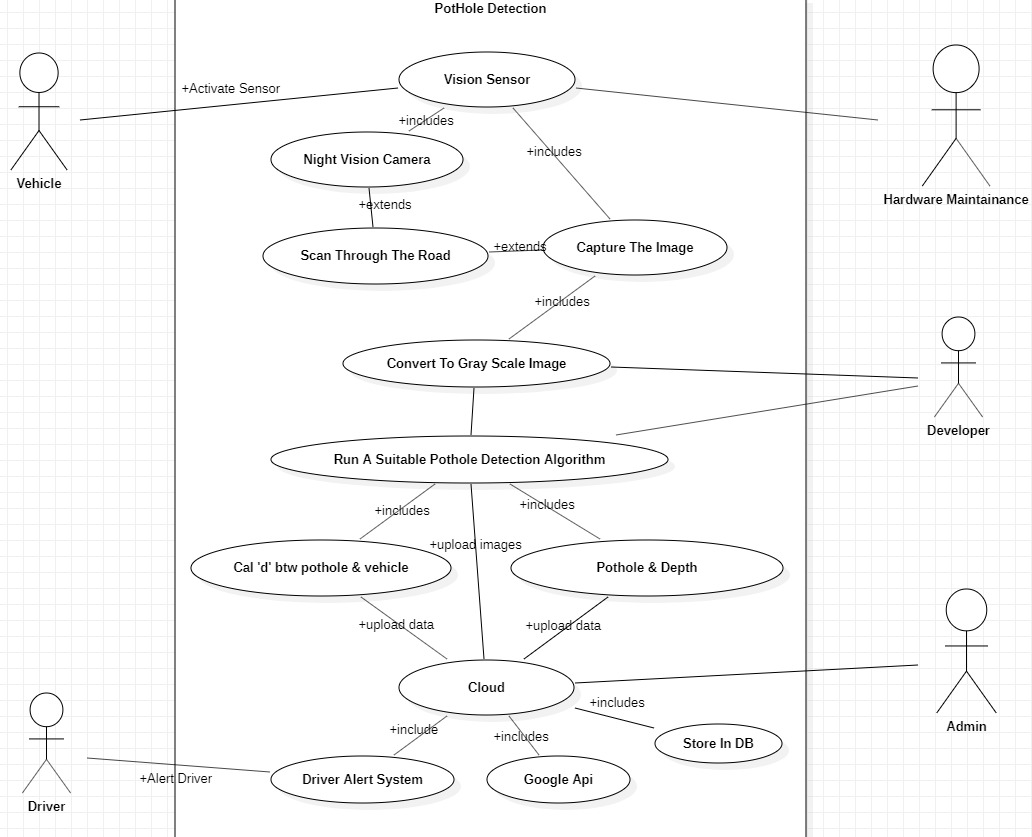 PotHole Detection
Vision Sensor
+Activate Sensor
+includes
+includes
Night Vision Camera
Vehicle
Hardware Maintainance
+extends
+extends
Capture The Image
Scan Through The Road
+includes
Convert To Gray Scale Image
Developer
Run A Suitable Pothole Detection Algorithm
+includes
+includes
+upload images
Cal 'd' btw pothole & vehicle
Pothole & Depth
+upload data
+upload data
Cloud
+includes
Admin
+include
+includes
Store In DB
+Alert Driver
Driver Alert System
Google Api
Driver